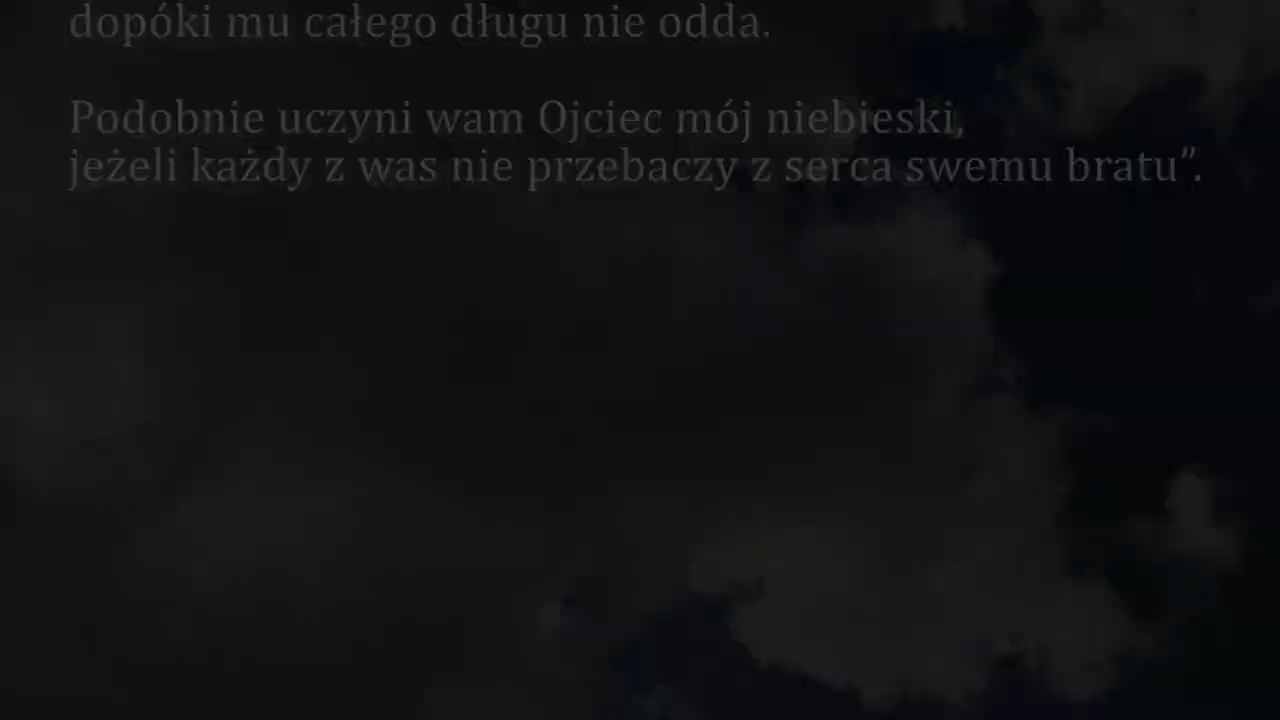 dopóki mu całego długu nie odda.
Podobnie uczyni wam Ojciec mój niebieski,
jeżeli każdy z was nie przebaczy z serca swemu bratu”.